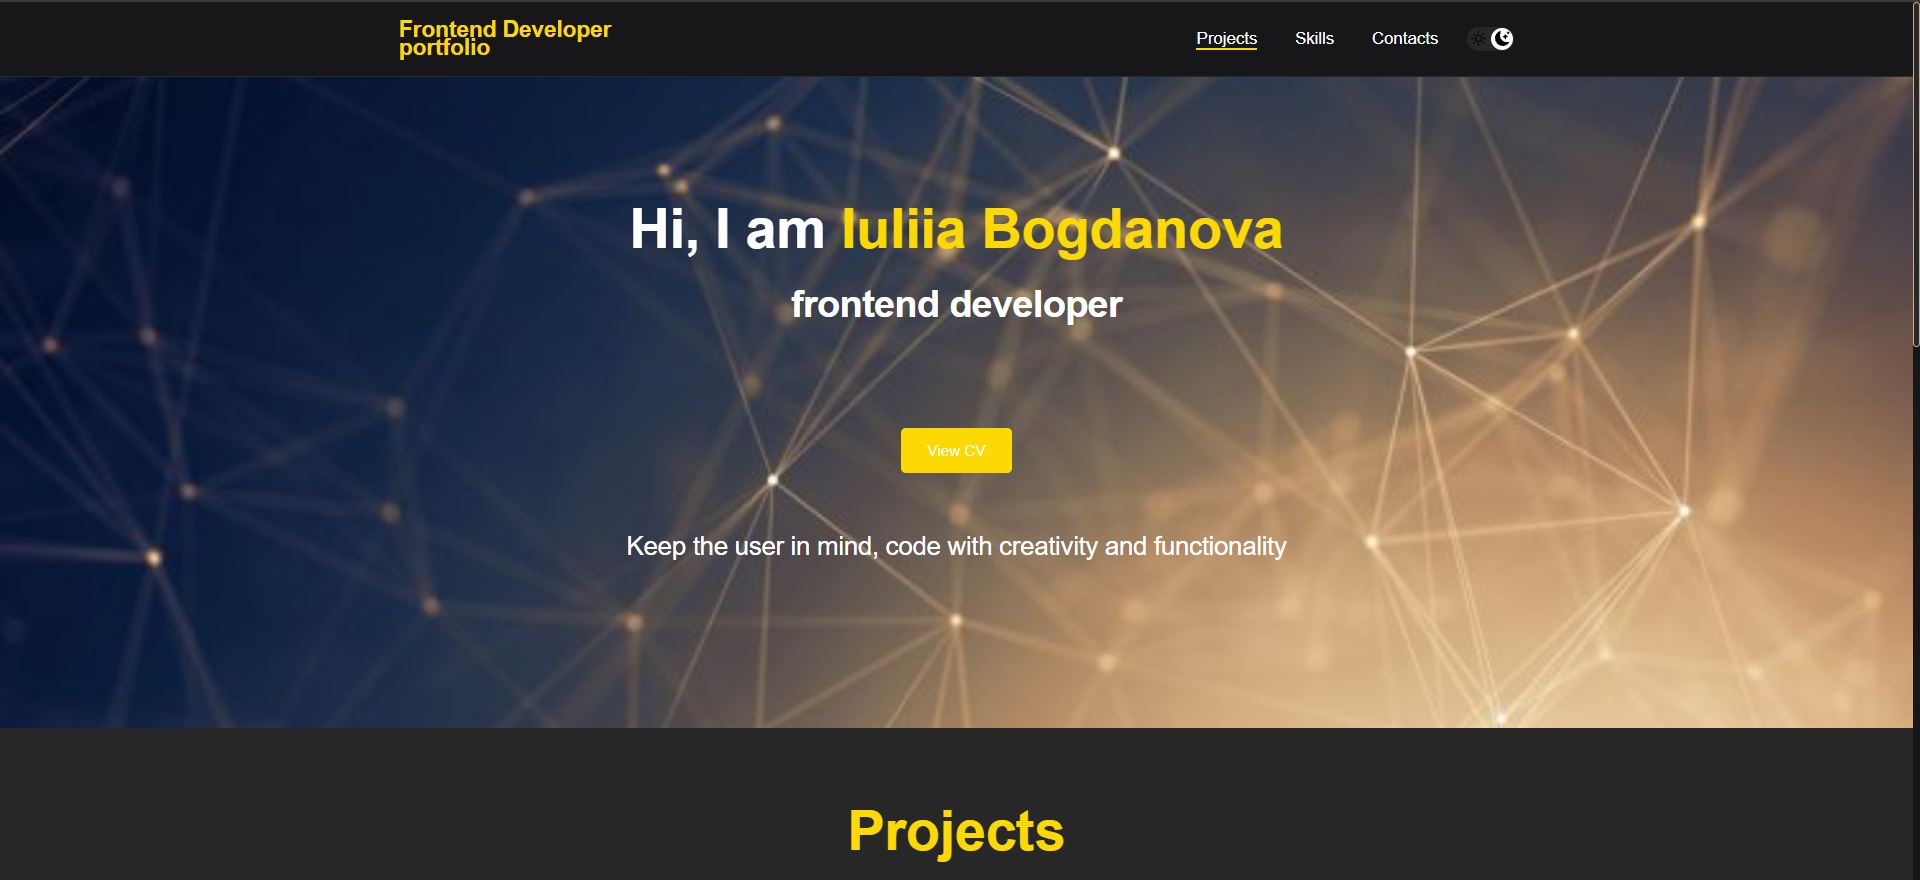 Frontend Developer
portfolio
Projects
Skills
Contacts
Hi, I am Iuliia Bogdanova
frontend developer
View CV
Keep the user in mind, code with creativity and functionality
Projects